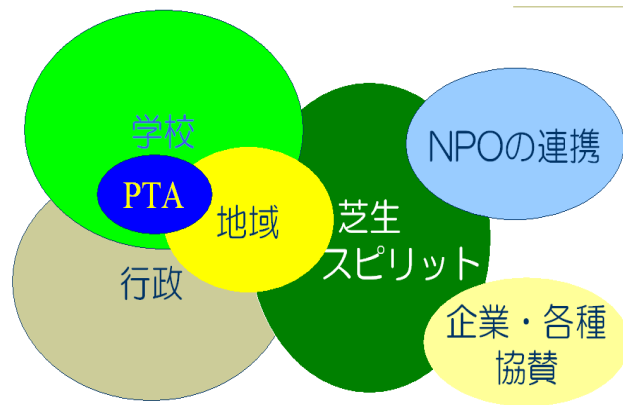 学校
NPOの連携
PTA
地域
芝生
スピリット
行政
企業・各種
協賛